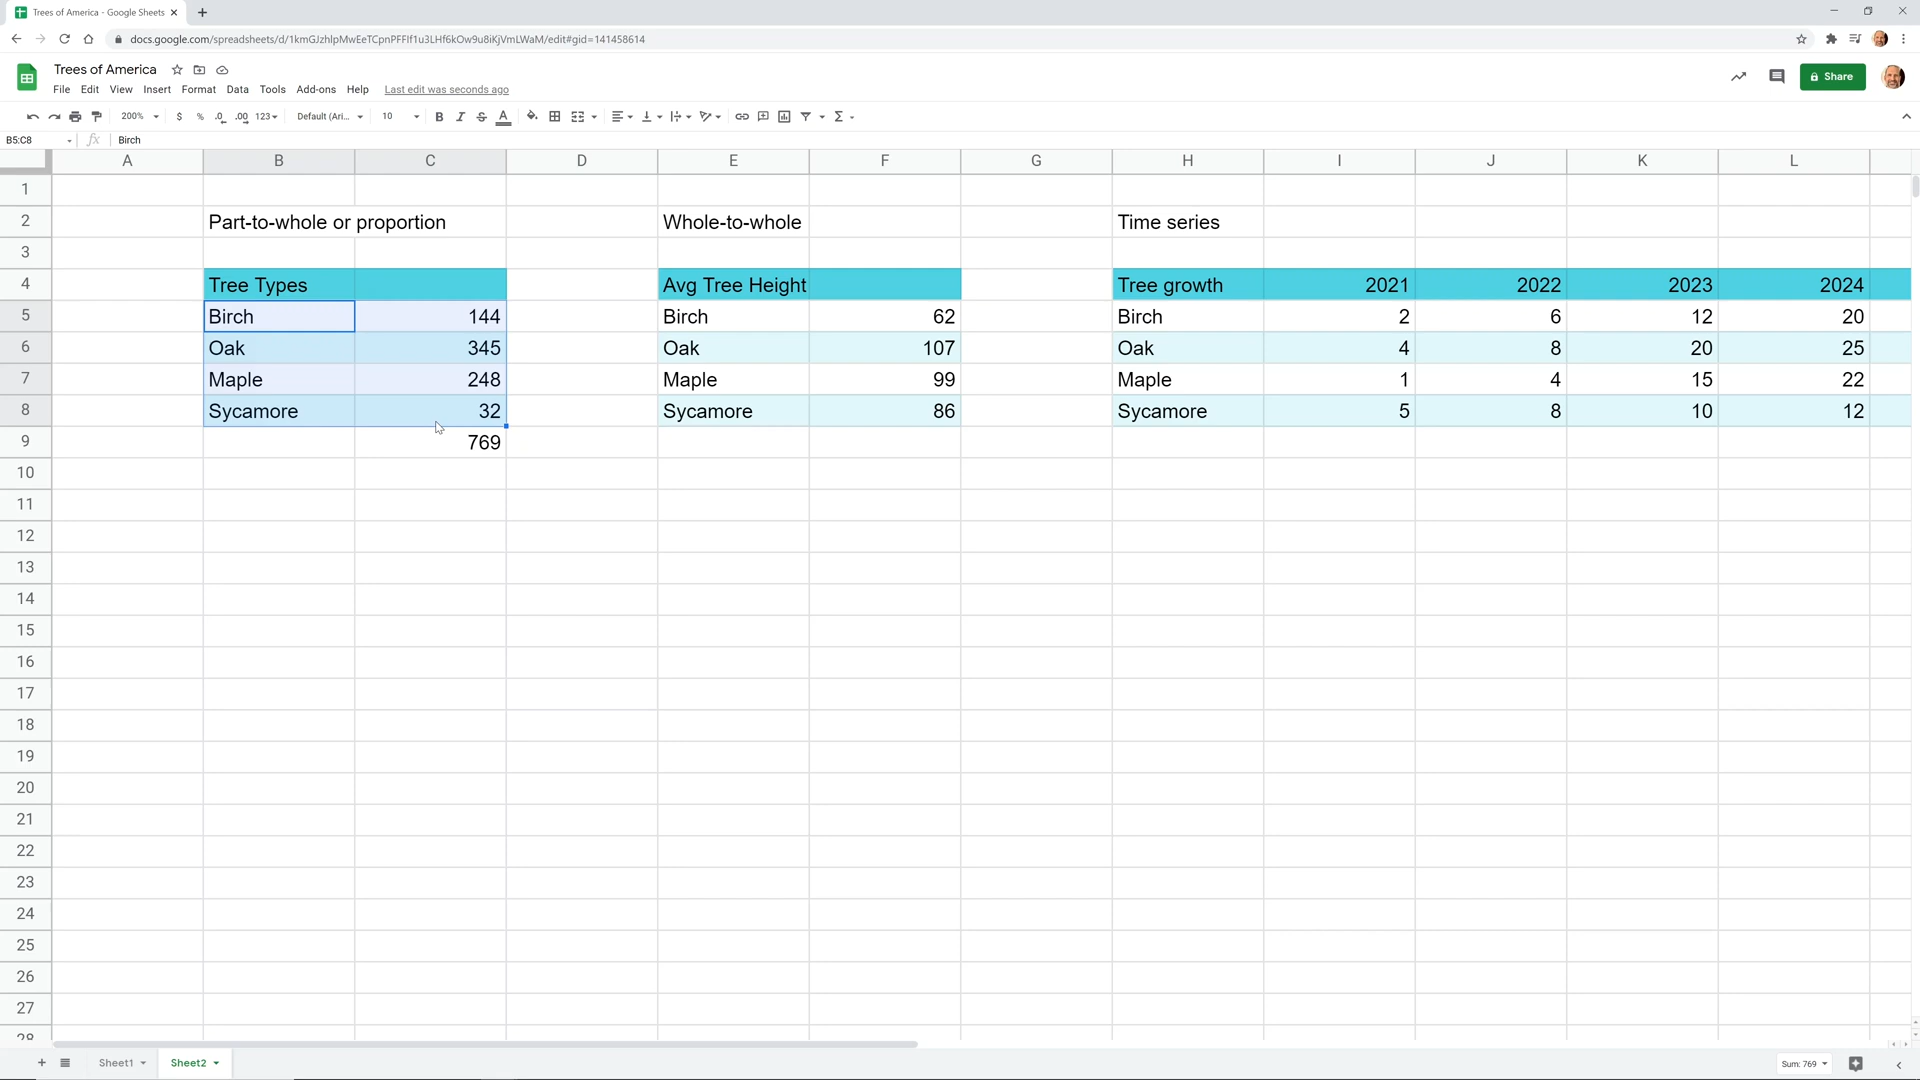 Trees of America - Google Sheets
docs.google.com/spreadsheets/d/1kmGJzhlpMwEeTCpnPFFIf1u3LHf6kOw9u8iKjVmLWaM/edit#gid=141458614
Trees of America
File Edit View Insert Format Data Tools Add-ons Help Last edit was seconds ago
Share
200% $ % .0 .00 123 Default (Ari... 10 B I S A Σ
B5:C8 fx Birch
A B C D E F G H I J K L
1
2 Part-to-whole or proportion Whole-to-whole Time series
3
4 Tree Types Avg Tree Height Tree growth 2021 2022 2023 2024
5 Birch 144 Birch 62 Birch 2 6 12 20
6 Oak 345 Oak 107 Oak 4 8 20 25
7 Maple 248 Maple 99 Maple 1 4 15 22
8 Sycamore 32 Sycamore 86 Sycamore 5 8 10 12
9 769
10
11
12
13
14
15
16
17
18
19
20
21
22
23
24
25
26
27
28
Sheet1 Sheet2 Sum: 769